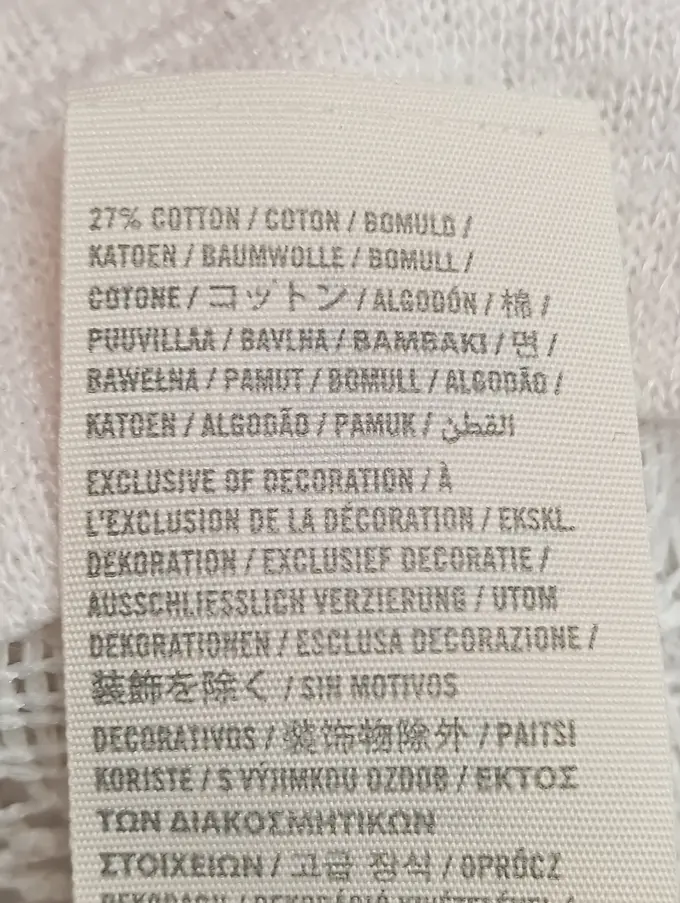 27% COTTON / COTON / BOMULD /
KATOEN / BAUMWOLLE / BOMULL /
COTONE / コットン / ALGODÓN / 棉 /
PUUVILLAA / BAVLNA / BAMBAKI / 면 /
BAWEŁNA / PAMUT / BOMULL / ALGODÃO /
KATOEN / ALGODÃO / PAMUK / القطن
EXCLUSIVE OF DECORATION / À
L'EXCLUSION DE LA DÉCORATION / EKSKL.
DEKORATION / EXCLUSIEF DECORATIE /
AUSSCHLIESSLICH VERZIERUNG / UTOM
DEKORATIONEN / ESCLUSA DECORAZIONE /
装飾を除く / SIN MOTIVOS
DECORATIVOS / 装饰物除外 / PAITSI
KORISTE / S VÝJIMKOU OZDOB / ΕΚΤΟΣ
ΤΩΝ ΔΙΑΚΟΣΜΗΤΙΚΩΝ
ΣΤΟΙΧΕΙΩΝ / 고급 장식 / OPRÓCZ